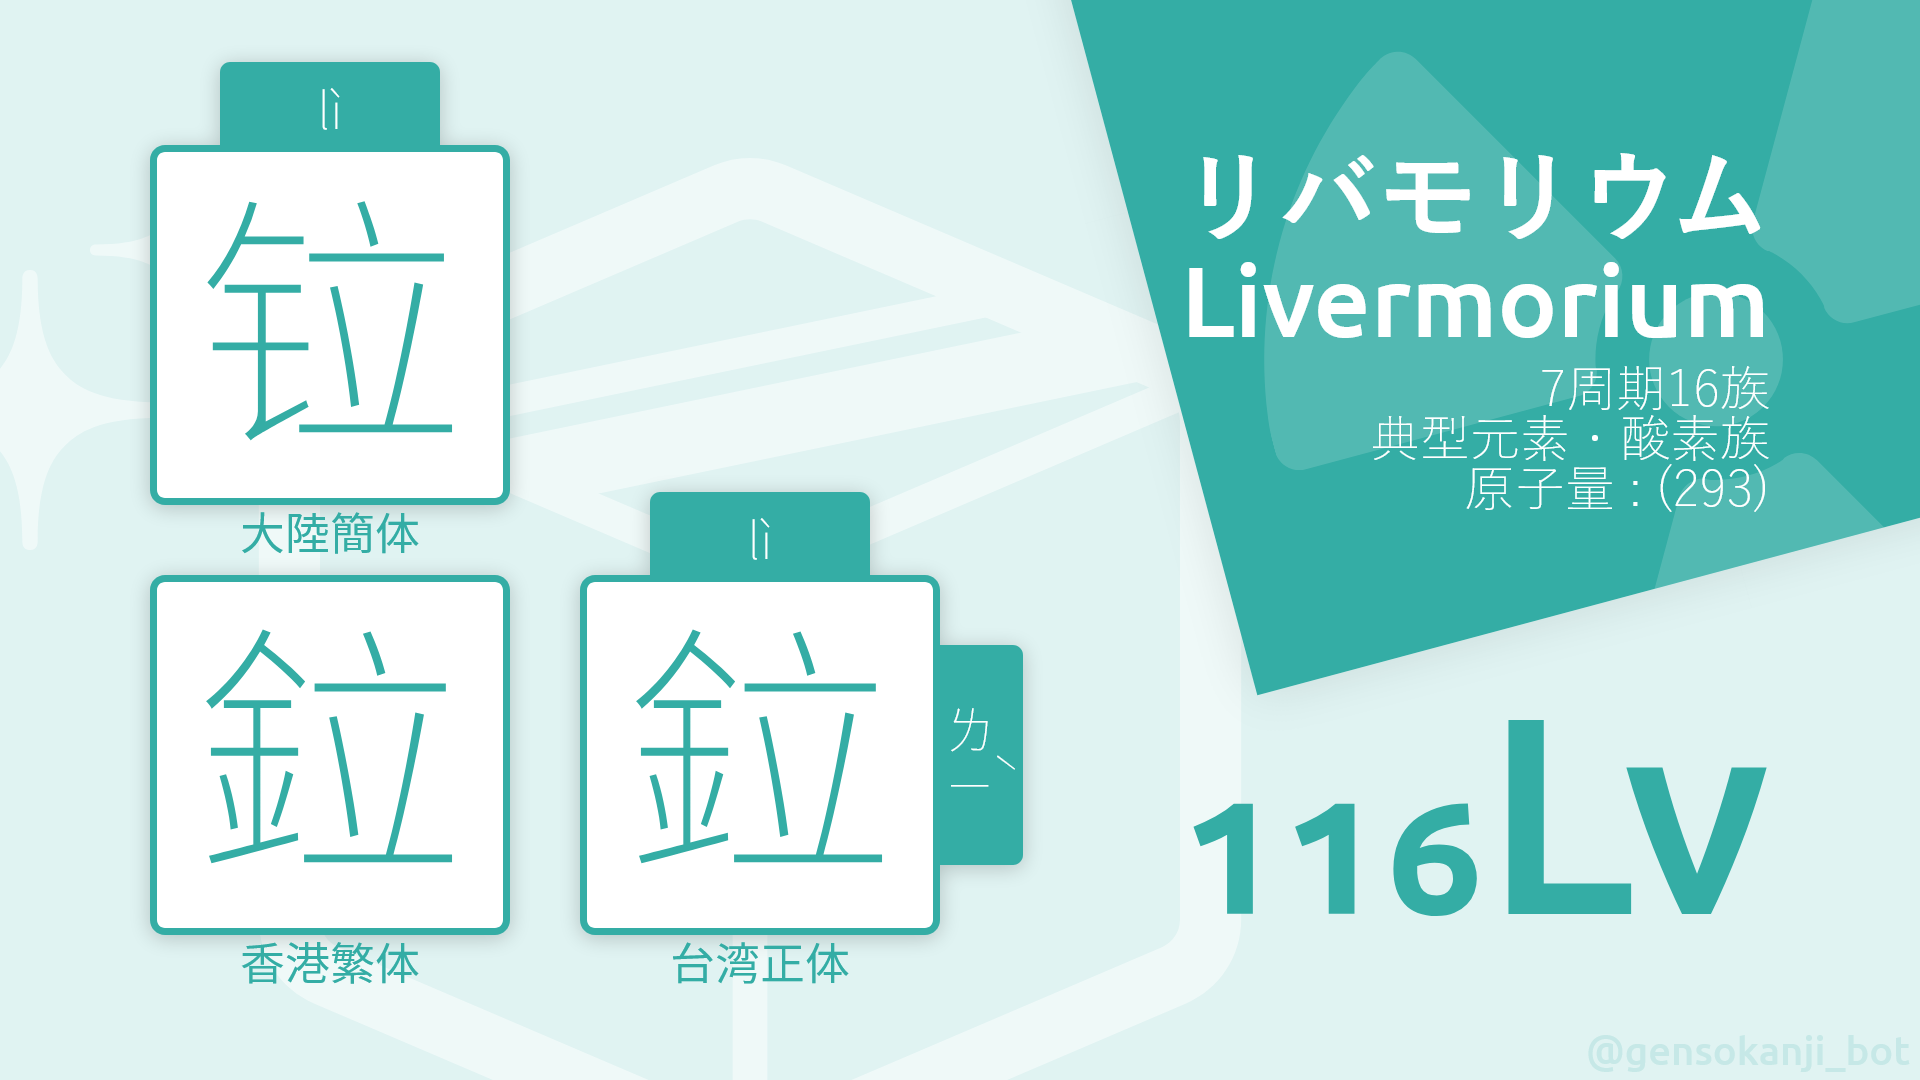 lì
钅立
大陸簡体
鉝
香港繁体
lì
鉝
ㄌㄧˋ
台湾正体
リバモリウム
Livermorium
7周期16族
典型元素・酸素族
原子量:(293)
116Lv
@gensokanji_bot